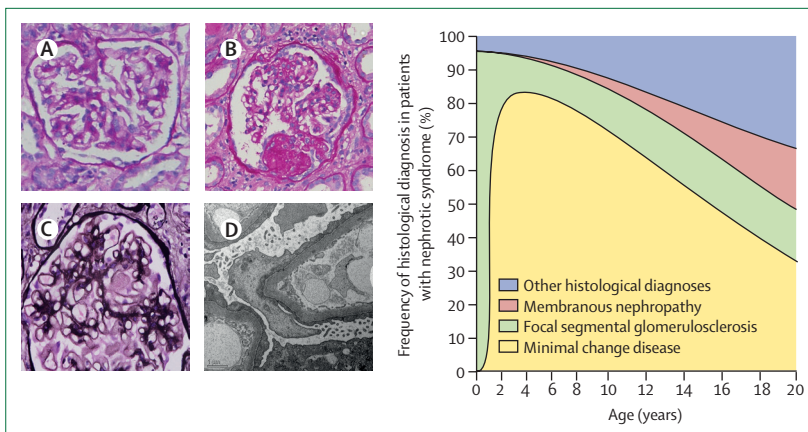 A
B
C
D
1 µm
Frequency of histological diagnosis in patients
with nephrotic syndrome (%)
100
90
80
70
60
50
40
30
20
10
0
Other histological diagnoses
Membranous nephropathy
Focal segmental glomerulosclerosis
Minimal change disease
0
2
4
6
8
10
12
14
16
18
20
Age (years)